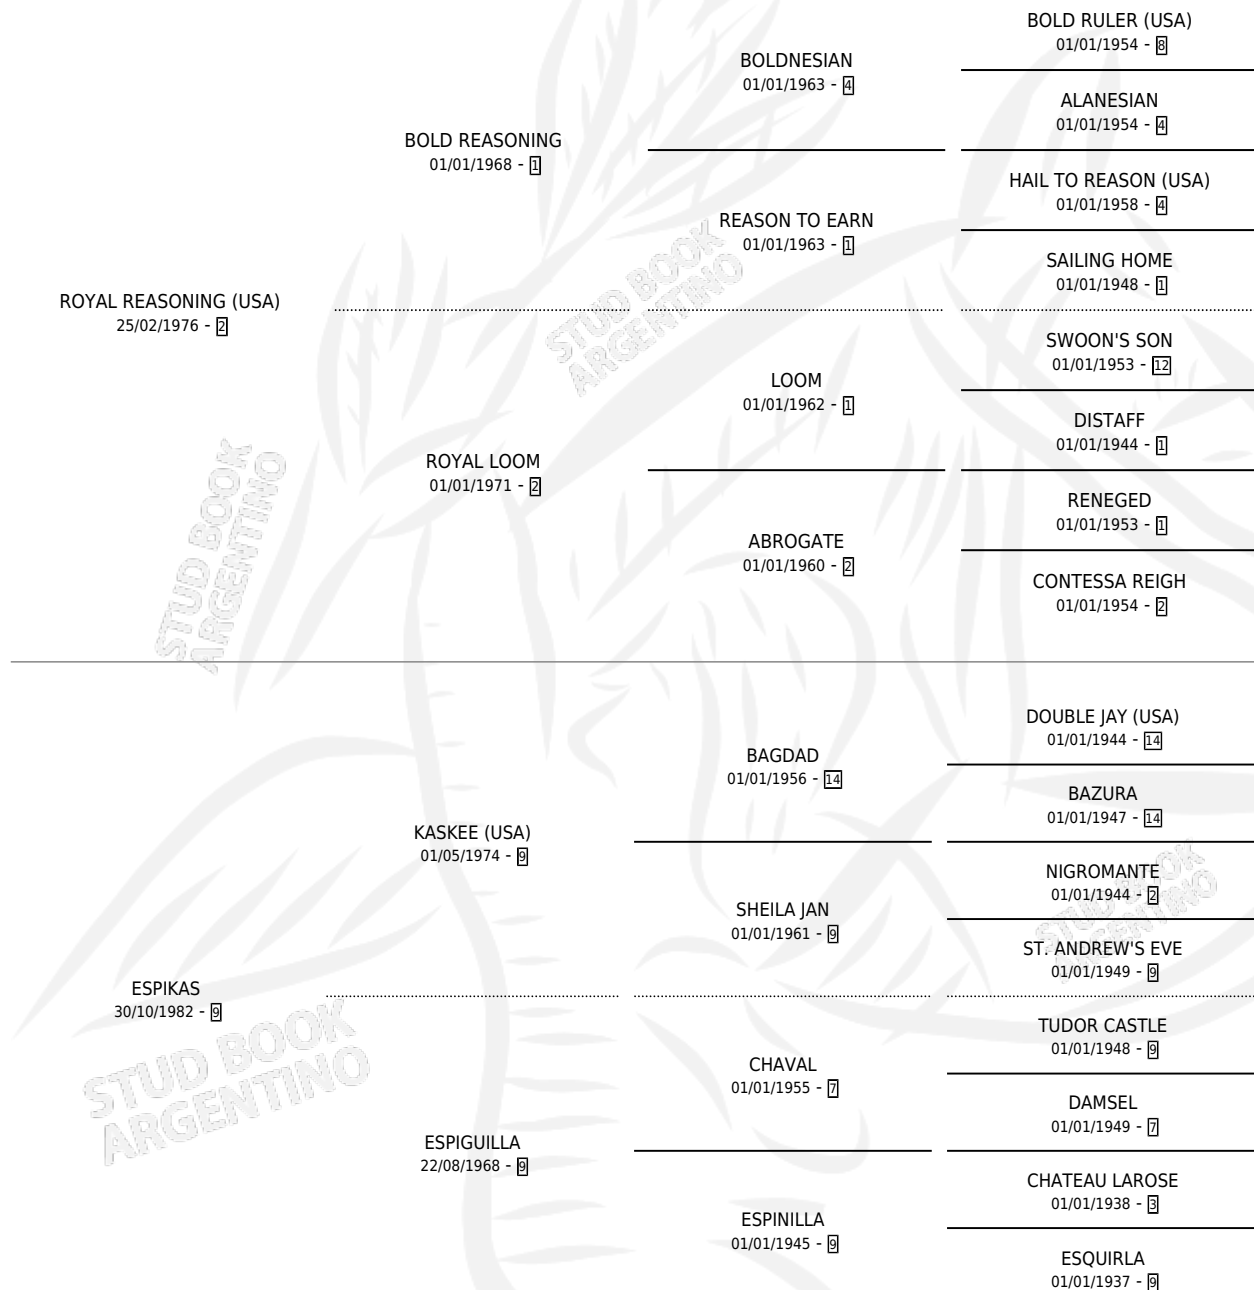 BOLD RULER (USA)
01/01/1954 - 8
BOLDNESIAN
01/01/1963 - 4
ALANESIAN
01/01/1954 - 4
BOLD REASONING
01/01/1968 - 1
HAIL TO REASON (USA)
01/01/1958 - 4
REASON TO EARN
01/01/1963 - 1
SAILING HOME
01/01/1948 - 1
ROYAL REASONING (USA)
25/02/1976 - 2
SWOON'S SON
01/01/1953 - 12
LOOM
01/01/1962 - 1
DISTAFF
01/01/1944 - 1
ROYAL LOOM
01/01/1971 - 2
RENEGED
01/01/1953 - 1
ABROGATE
01/01/1960 - 2
CONTESSA REIGH
01/01/1954 - 2
DOUBLE JAY (USA)
01/01/1944 - 14
BAGDAD
01/01/1956 - 14
BAZURA
01/01/1947 - 14
KASKEE (USA)
01/05/1974 - 9
NIGROMANTE
01/01/1944 - 2
SHEILA JAN
01/01/1961 - 9
ST. ANDREW'S EVE
01/01/1949 - 9
ESPIKAS
30/10/1982 - 9
TUDOR CASTLE
01/01/1948 - 9
CHAVAL
01/01/1955 - 7
DAMSEL
01/01/1949 - 7
ESPIGUILLA
22/08/1968 - 9
CHATEAU LAROSE
01/01/1938 - 3
ESPINILLA
01/01/1945 - 9
ESQUIRLA
01/01/1937 - 9
STUD BOOK
ARGENTINO
STUD BOOK
ARGENTINO
STUD BOOK
ARGENTINO
STUD BOOK
ARGENTINO